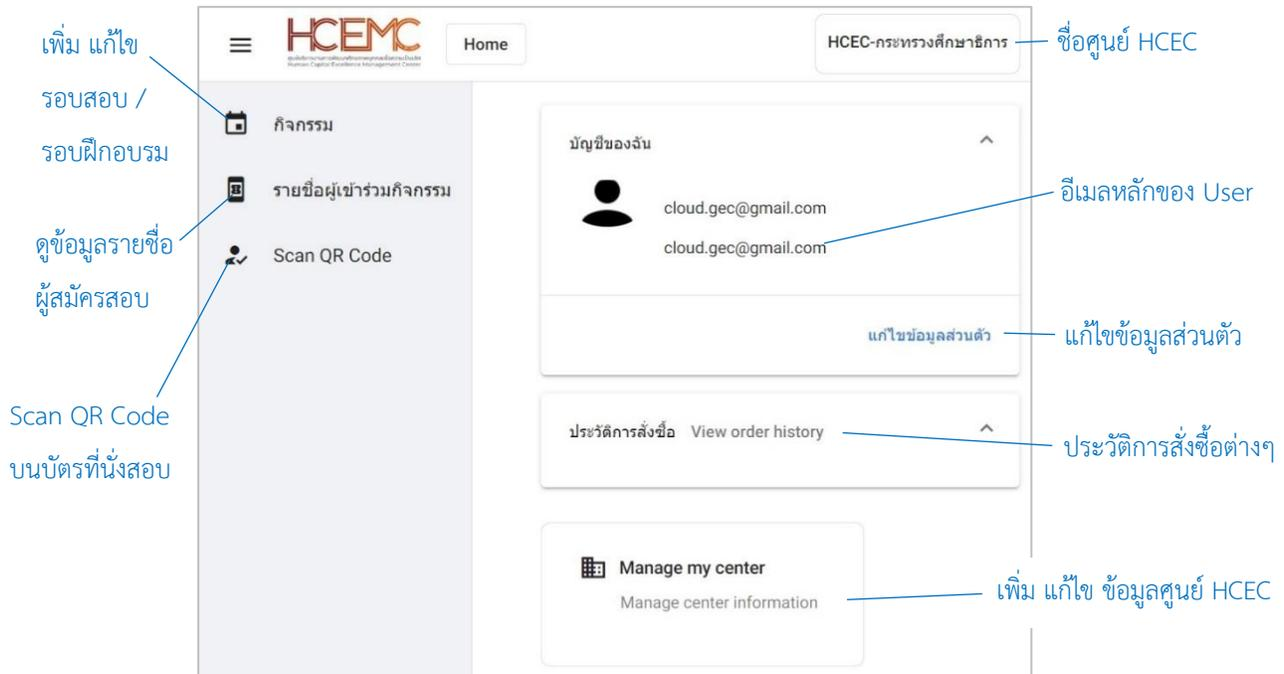 เพิ่ม แก้ไข
รอบสอบ /
รอบฝึกอบรม
ดูข้อมูลรายชื่อ
ผู้สมัครสอบ
Scan QR Code
บนบัตรที่นั่งสอบ
HCEMC
Human Capital Excellence Management Center
Home
HCEC-กระทรวงศึกษาธิการ
ชื่อศูนย์ HCEC
กิจกรรม
รายชื่อผู้เข้าร่วมกิจกรรม
Scan QR Code
บัญชีของฉัน
cloud.gec@gmail.com
cloud.gec@gmail.com
อีเมลหลักของ User
แก้ไขข้อมูลส่วนตัว
แก้ไขข้อมูลส่วนตัว
ประวัติการสั่งซื้อ View order history
ประวัติการสั่งซื้อต่างๆ
Manage my center
Manage center information
เพิ่ม แก้ไข ข้อมูลศูนย์ HCEC